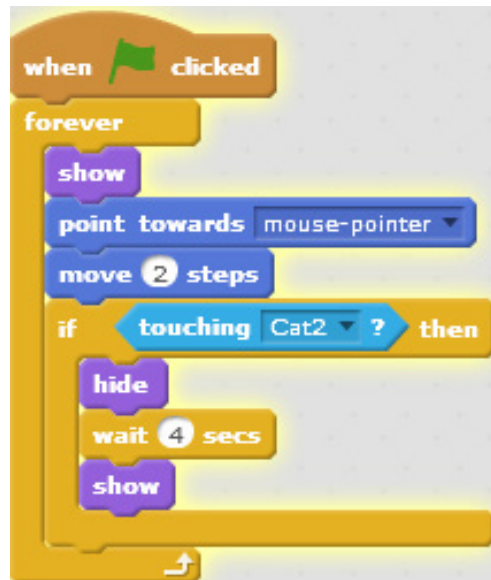 when clicked
forever
show
point towards mouse-pointer
move 2 steps
if touching Cat2 ? then
hide
wait 4 secs
show